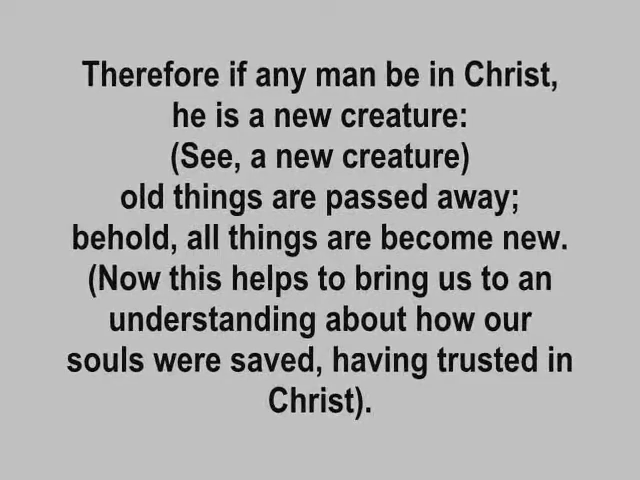 Therefore if any man be in Christ,
he is a new creature:
(See, a new creature)
old things are passed away;
behold, all things are become new.
(Now this helps to bring us to an
understanding about how our
souls were saved, having trusted in
Christ).